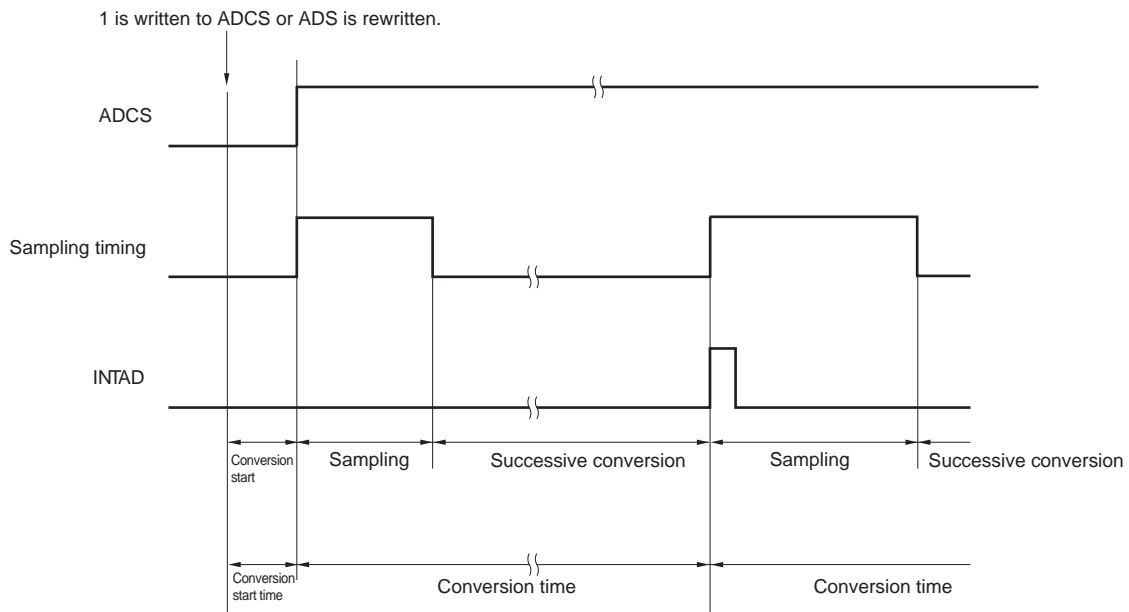 1 is written to ADCS or ADS is rewritten.
ADCS
Sampling timing
INTAD
Conversion
start
Sampling
Successive conversion
Sampling
Successive conversion
Conversion
start time
Conversion time
Conversion time